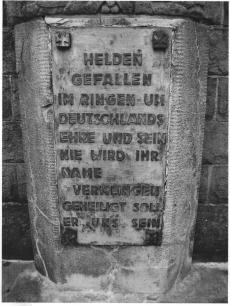 HELDEN
GEFALLEN
IM RINGEN UM
DEUTSCHLANDS
EHRE UND SEIN
NIE WIRD IHR
NAME
VERKLINGEN
GEHEILIGT SOLL
ER UNS SEIN